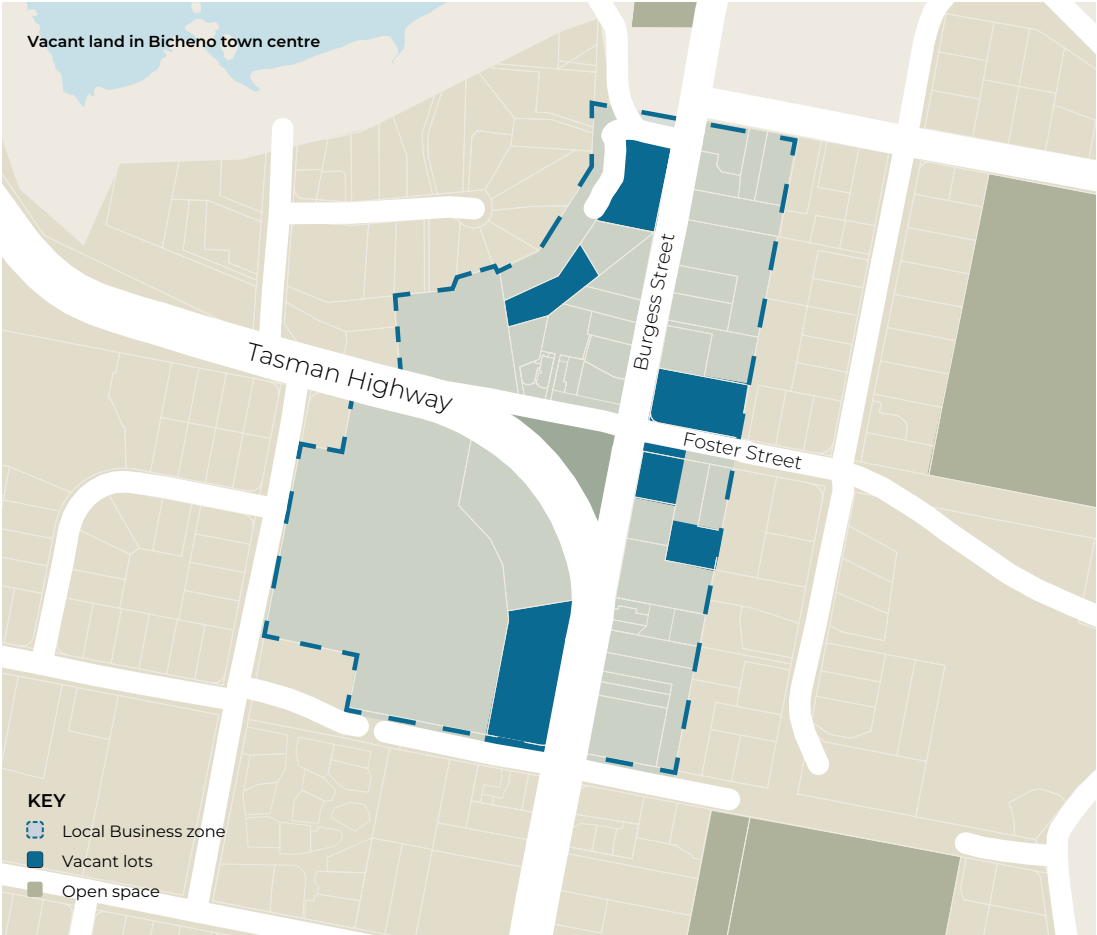 Vacant land in Bicheno town centre
Burgess Street
Tasman Highway
Foster Street
KEY
Local Business zone
Vacant lots
Open space